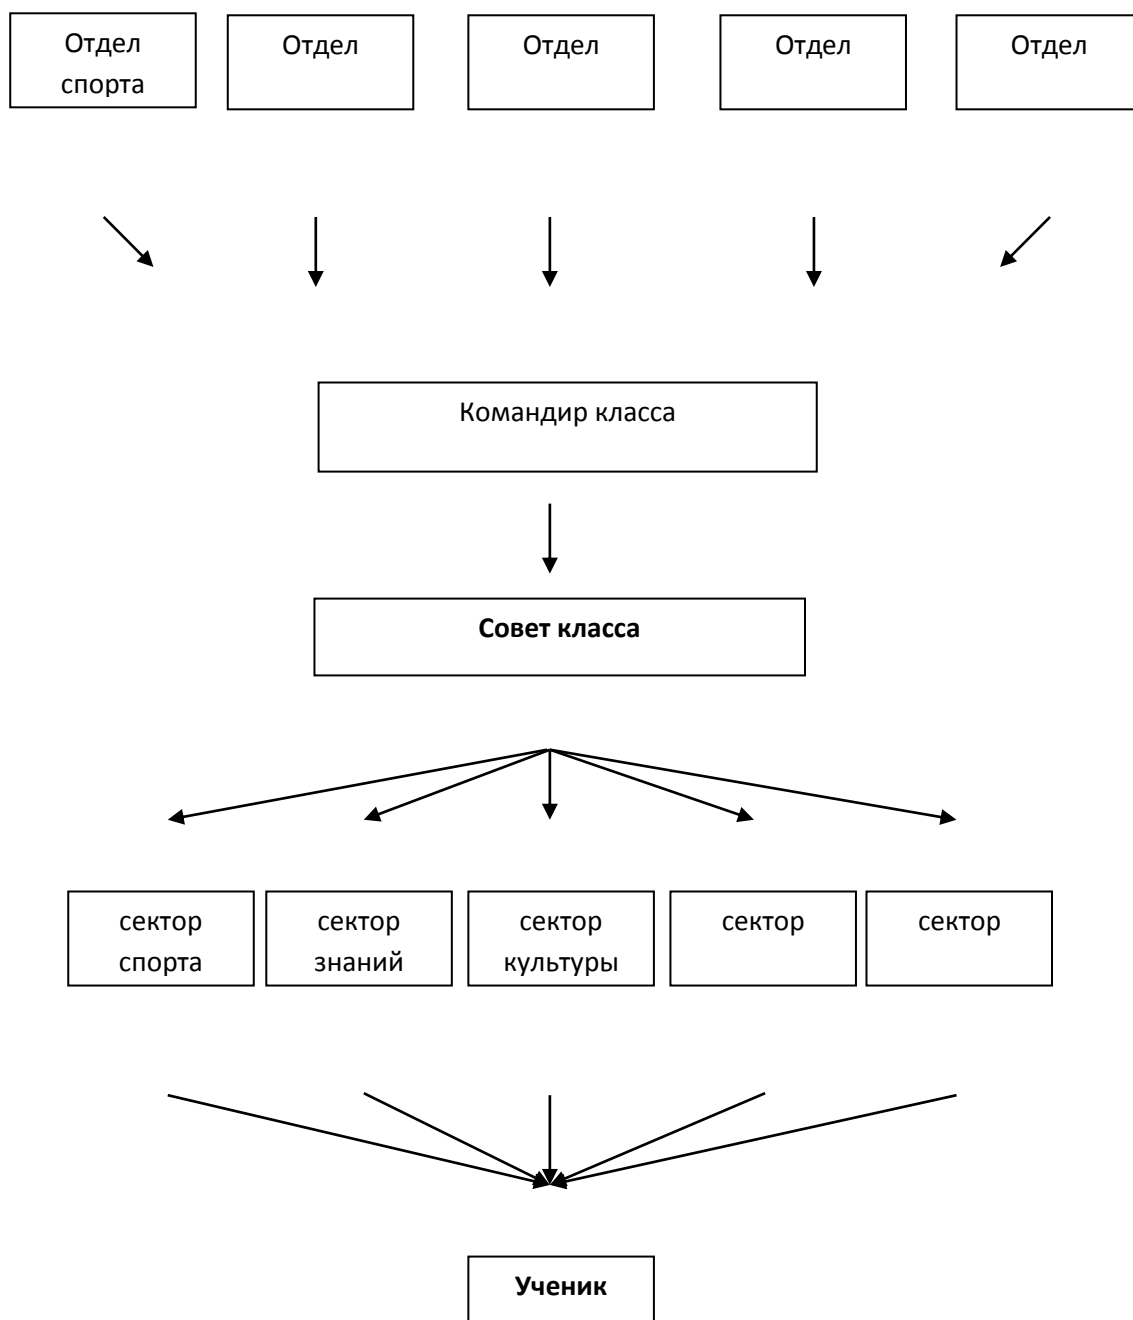 Отдел спорта
Отдел
Отдел
Отдел
Отдел
Командир класса
Совет класса
сектор
спорта
сектор
знаний
сектор
культуры
сектор
сектор
Ученик